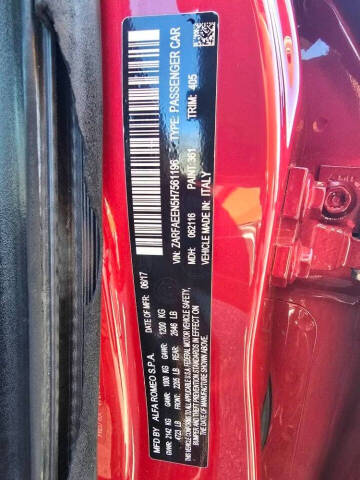 MFD BY: ALFA ROMEO S.P.A. DATE OF MFR: 06/17
GVWR: 2142 KG GAWR: 1000 KG GAWR: 1200 KG
4723 LB FRONT: 2205 LB REAR: 2646 LB
THIS VEHICLE CONFORMS TO ALL APPLICABLE U.S.A. FEDERAL MOTOR VEHICLE SAFETY,
BUMPER AND THEFT PREVENTION STANDARDS IN EFFECT ON
THE DATE OF MANUFACTURE SHOWN ABOVE.
VIN: ZARFAEEN5H7561196 TYPE: PASSENGER CAR
MDH: 062116 PAINT: 361 TRIM: 405
VEHICLE MADE IN: ITALY